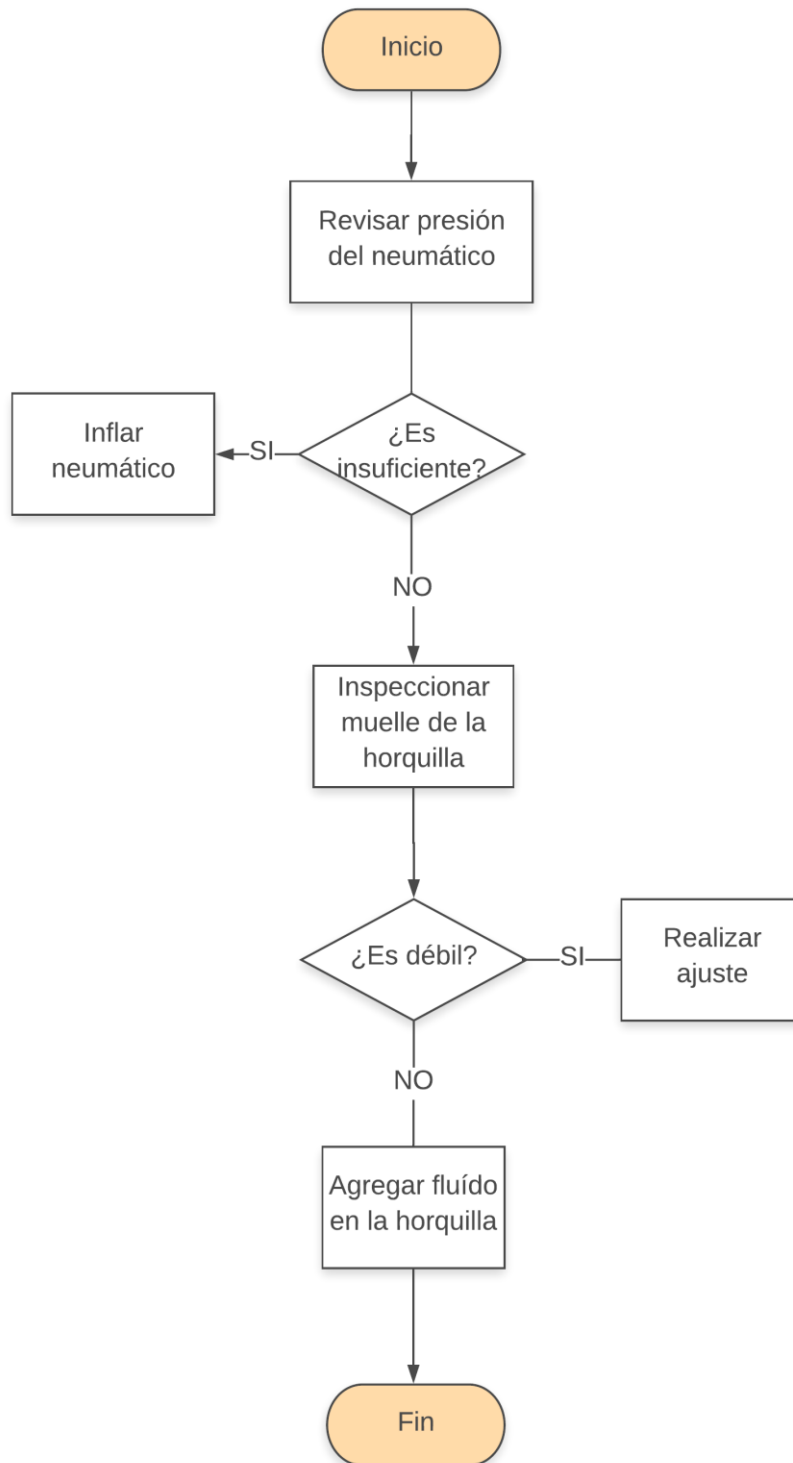 Inicio
Revisar presión
del neumático
Inflar
neumático
SI
¿Es
insuficiente?
NO
Inspeccionar
muelle de la
horquilla
¿Es débil?
SI
Realizar
ajuste
NO
Agregar fluído
en la horquilla
Fin